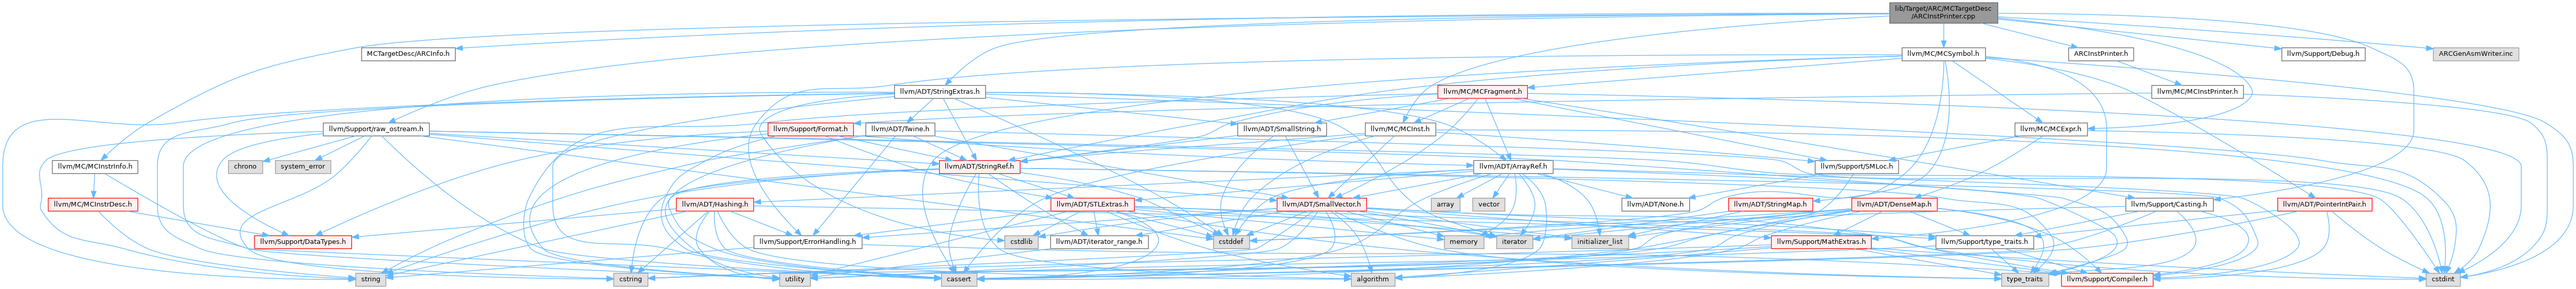 lib/Target/ARC/MCTargetDesc
/ARCInstPrinter.cpp
MCTargetDesc/ARCInfo.h
llvm/MC/MCSymbol.h
ARCInstPrinter.h
llvm/Support/Debug.h
ARCGenAsmWriter.inc
llvm/ADT/StringExtras.h
llvm/MC/MCFragment.h
llvm/MC/MCInstPrinter.h
llvm/Support/raw_ostream.h
llvm/Support/Format.h
llvm/ADT/Twine.h
llvm/ADT/SmallString.h
llvm/MC/MCInst.h
llvm/MC/MCExpr.h
llvm/MC/MCInstrInfo.h
chrono
system_error
llvm/ADT/StringRef.h
llvm/ADT/ArrayRef.h
llvm/Support/SMLoc.h
llvm/MC/MCInstrDesc.h
llvm/ADT/Hashing.h
llvm/ADT/STLExtras.h
llvm/ADT/SmallVector.h
array
vector
llvm/ADT/None.h
llvm/ADT/StringMap.h
llvm/ADT/DenseMap.h
llvm/Support/Casting.h
llvm/ADT/PointerIntPair.h
llvm/Support/DataTypes.h
llvm/Support/ErrorHandling.h
cstdlib
llvm/ADT/iterator_range.h
cstddef
memory
iterator
initializer_list
llvm/Support/MathExtras.h
llvm/Support/type_traits.h
string
cstring
utility
cassert
algorithm
type_traits
llvm/Support/Compiler.h
cstdint